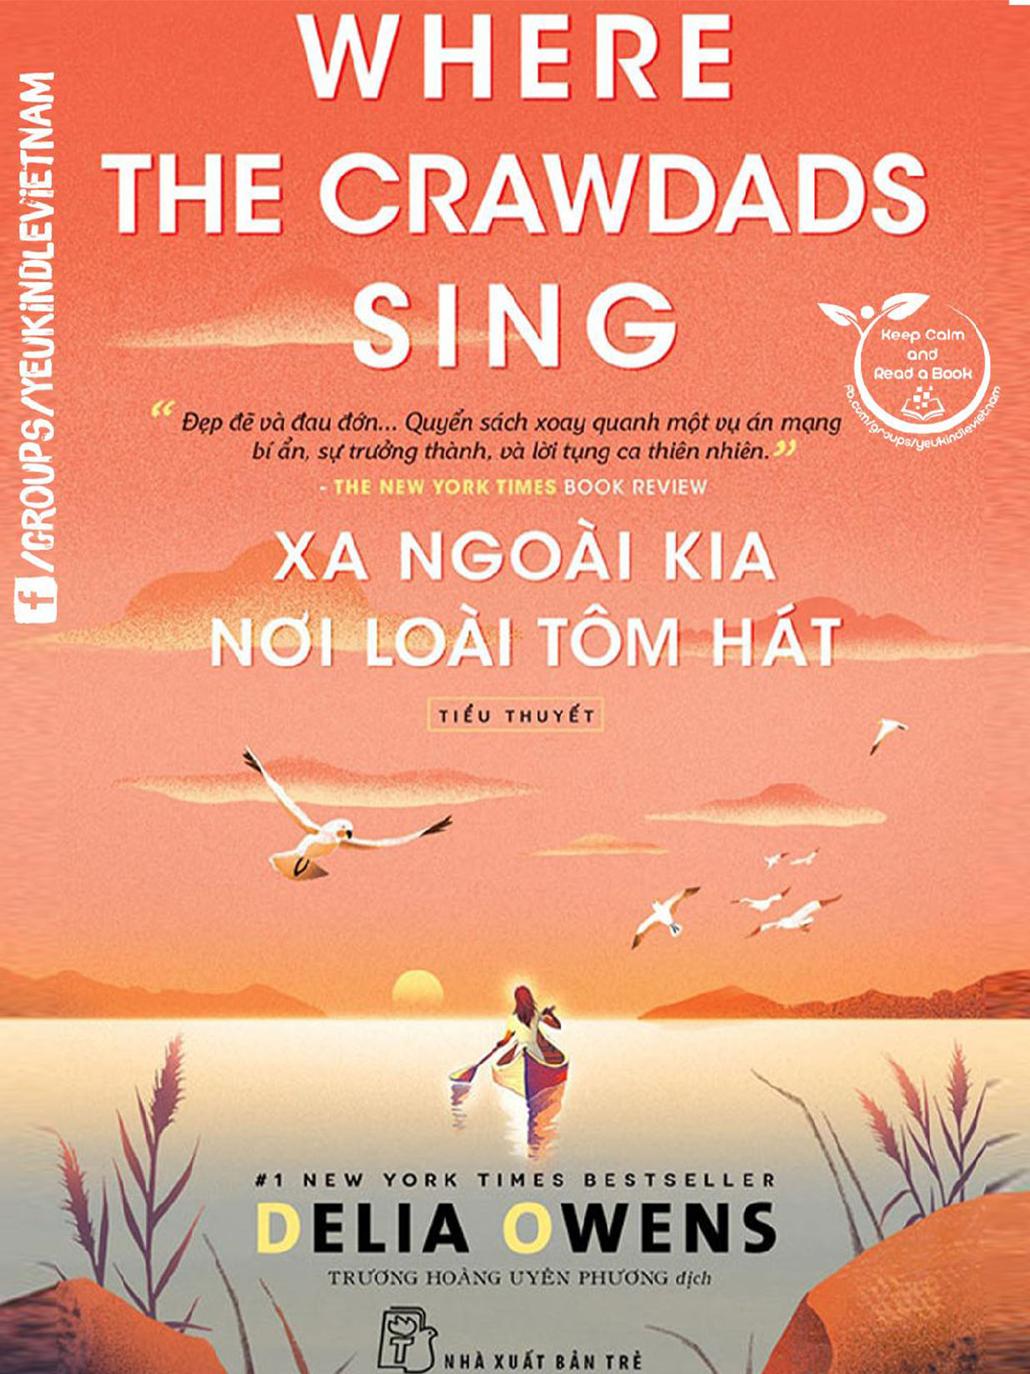 WHERE
THE CRAWDADS
SING
f/GROUPS/YEUKINDLEVIETNAM
Keep Calm
and
Read a Book
Fb.com/groups/yeukindlevietnam
“ Đẹp đẽ và đau đớn... Quyển sách xoay quanh một vụ án mạng
bí ẩn, sự trưởng thành, và lời tụng ca thiên nhiên.”
- THE NEW YORK TIMES BOOK REVIEW
XA NGOÀI KIA
NƠI LOÀI TÔM HÁT
TIỂU THUYẾT
#1 NEW YORK TIMES BESTSELLER
DELIA OWENS
TRƯƠNG HOÀNG UYÊN PHƯƠNG dịch
T
NHÀ XUẤT BẢN TRẺ